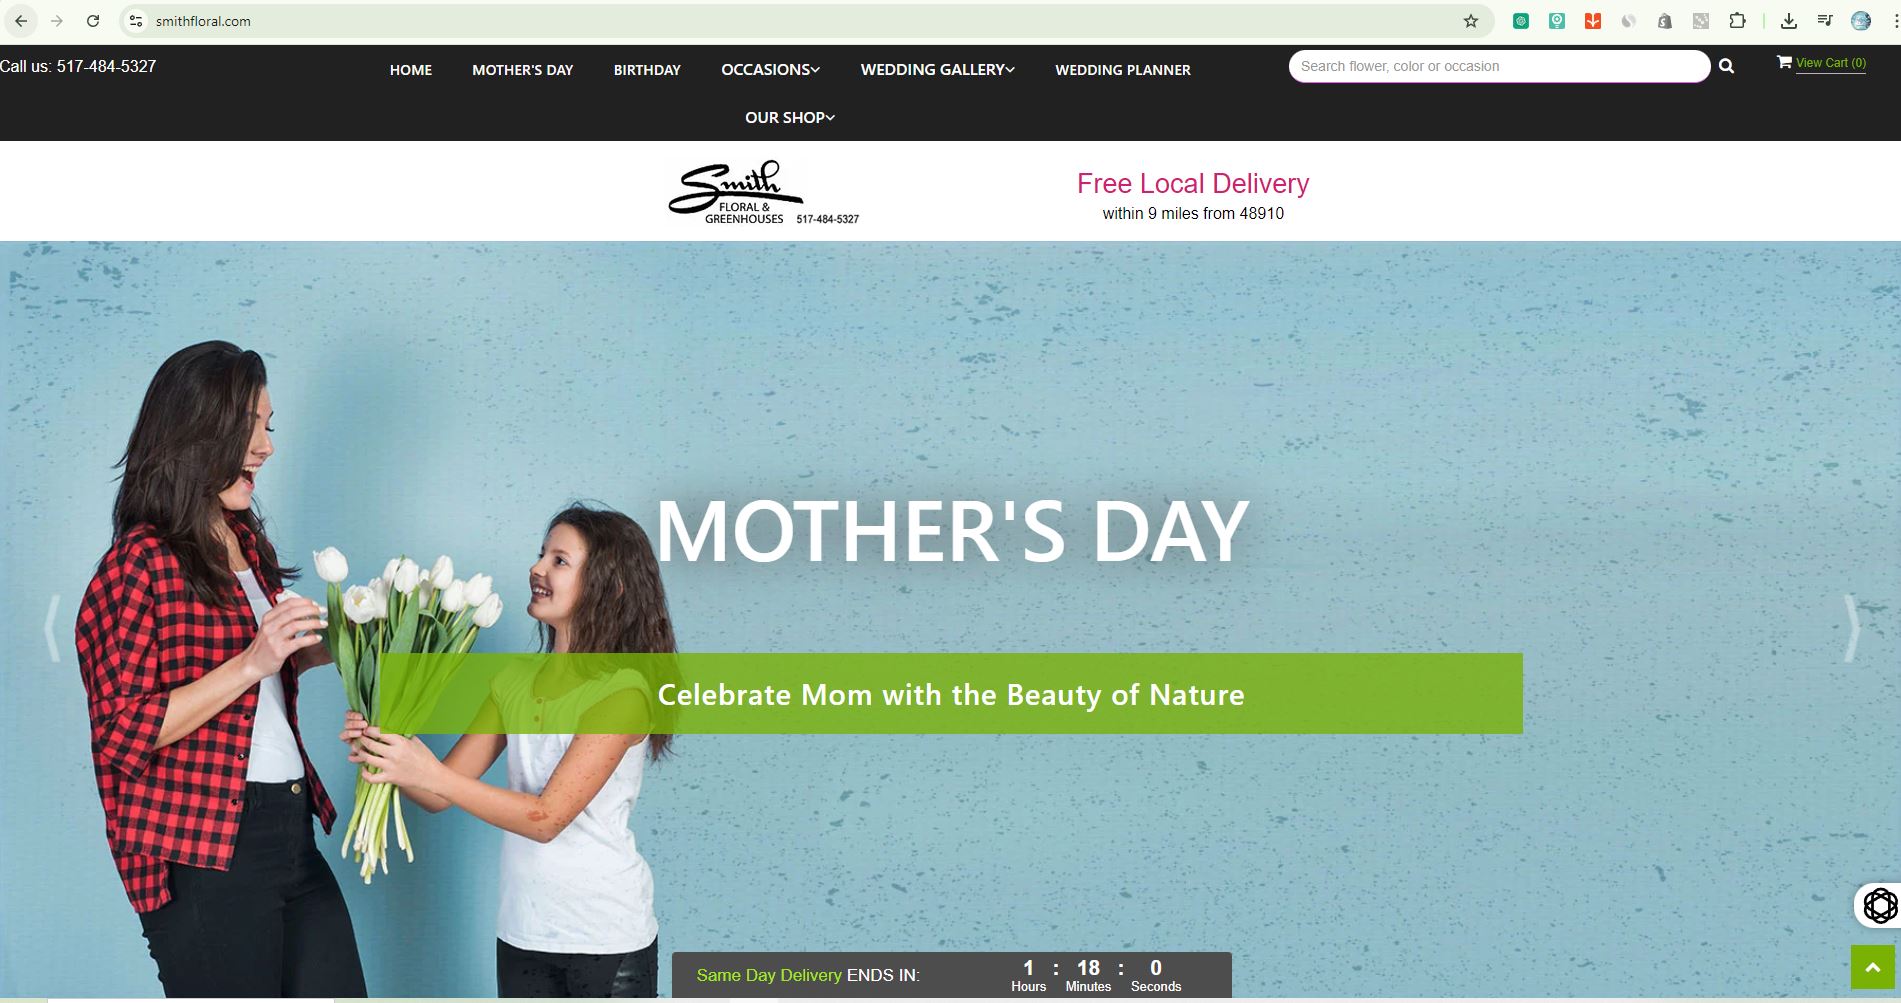 smithfloral.com
Call us: 517-484-5327
HOME
MOTHER'S DAY
BIRTHDAY
OCCASIONS
WEDDING GALLERY
WEDDING PLANNER
OUR SHOP
Search flower, color or occasion
View Cart (0)
Smith
FLORAL &
GREENHOUSES 517-484-5327
Free Local Delivery
within 9 miles from 48910
MOTHER'S DAY
Celebrate Mom with the Beauty of Nature
Same Day Delivery ENDS IN:
1 : 18 : 0
Hours Minutes Seconds